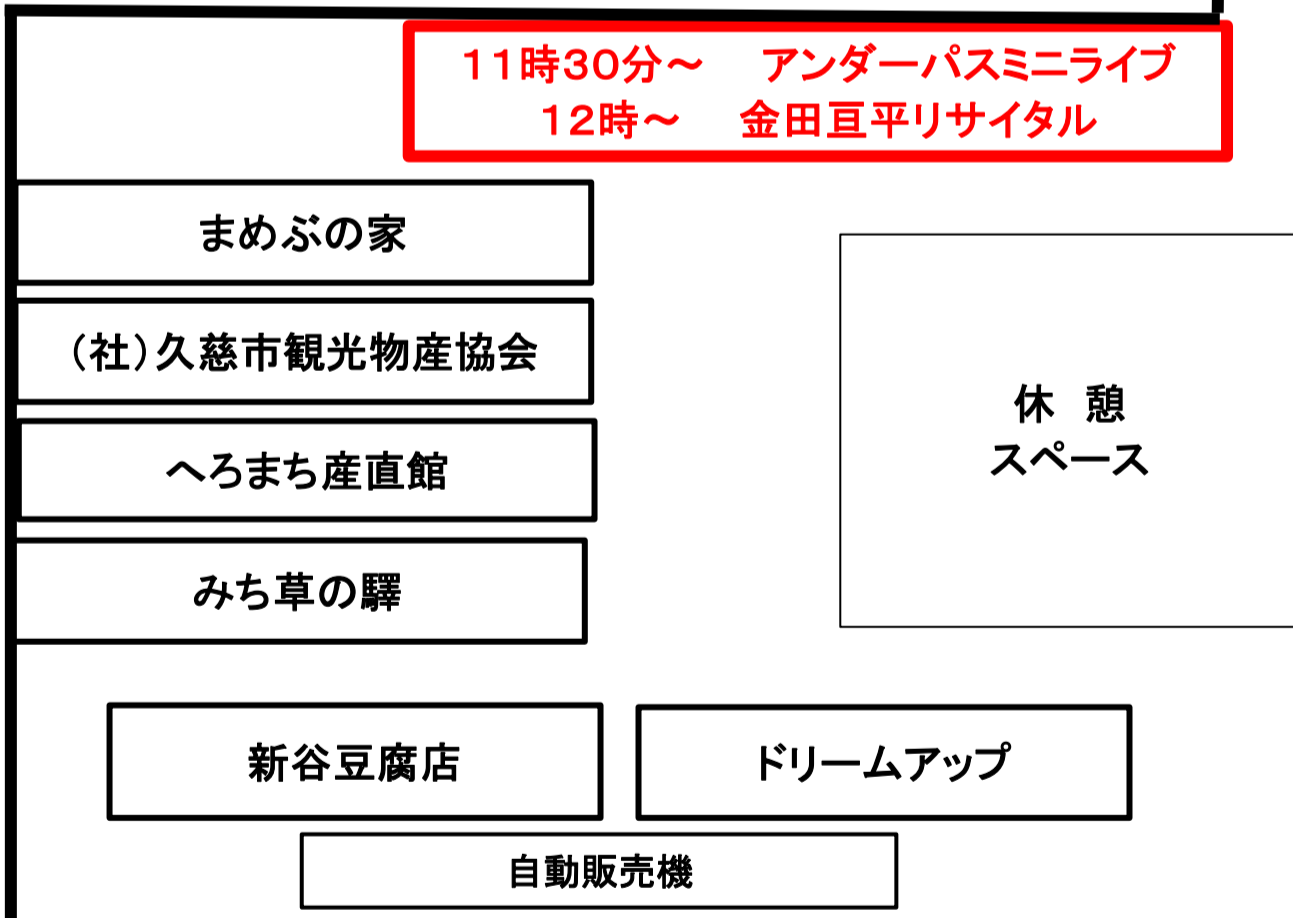 11時30分～　アンダーパスミニライブ
12時～　金田亘平リサイタル
まめぶの家
（社）久慈市観光物産協会
へろまち産直館
みち草の驛
休　憩
スペース
新谷豆腐店
ドリームアップ
自動販売機